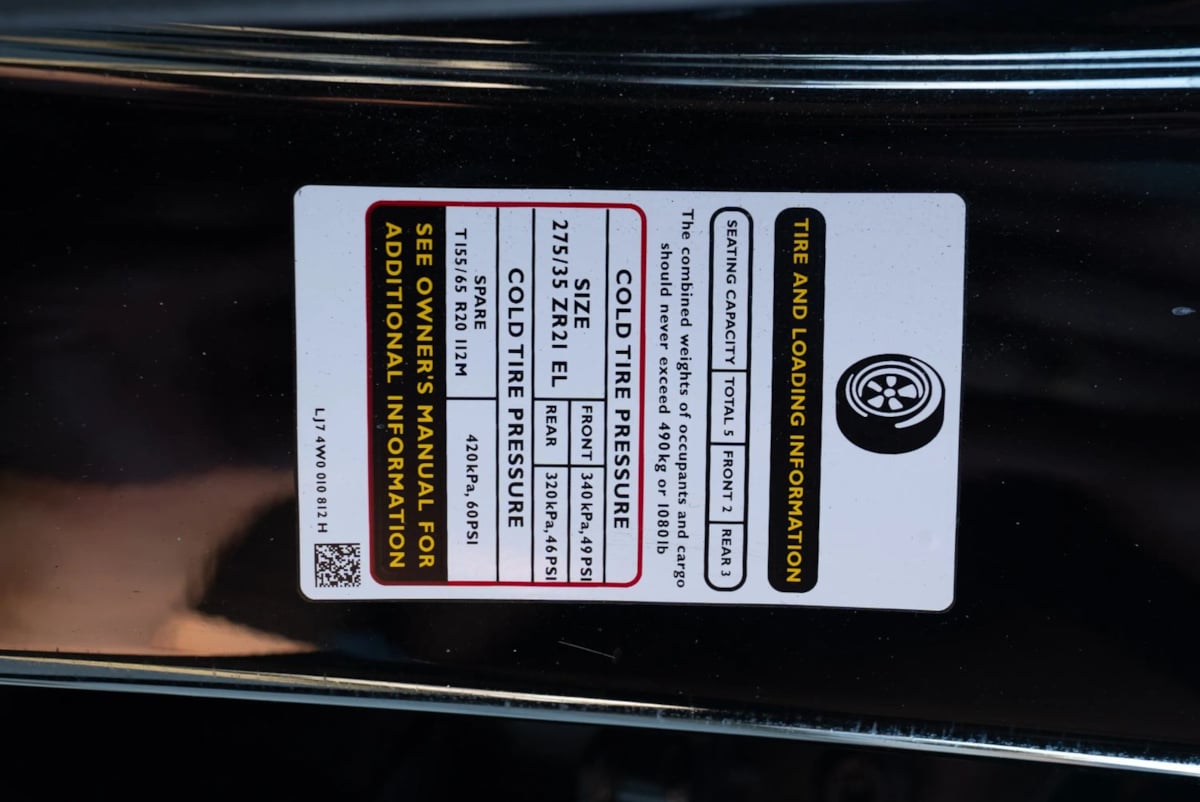 TIRE AND LOADING INFORMATION
SEATING CAPACITY TOTAL 5 FRONT 2 REAR 3
The combined weights of occupants and cargo
should never exceed 490kg or 1080lb
COLD TIRE PRESSURE
SIZE
275/35 ZR21 EL
FRONT 340kPa,49PSI
REAR 320kPa,46PSI
COLD TIRE PRESSURE
SPARE
T155/65 R20 112M
420kPa, 60PSI
SEE OWNER'S MANUAL FOR
ADDITIONAL INFORMATION
LJ7 4W0 010 812 H